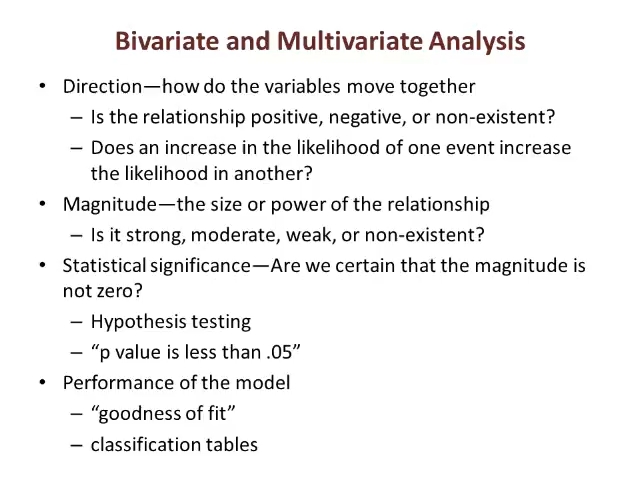 Bivariate and Multivariate Analysis
• Direction—how do the variables move together
– Is the relationship positive, negative, or non-existent?
– Does an increase in the likelihood of one event increase
the likelihood in another?
• Magnitude—the size or power of the relationship
– Is it strong, moderate, weak, or non-existent?
• Statistical significance—Are we certain that the magnitude is
not zero?
– Hypothesis testing
– “p value is less than .05”
• Performance of the model
– “goodness of fit”
– classification tables